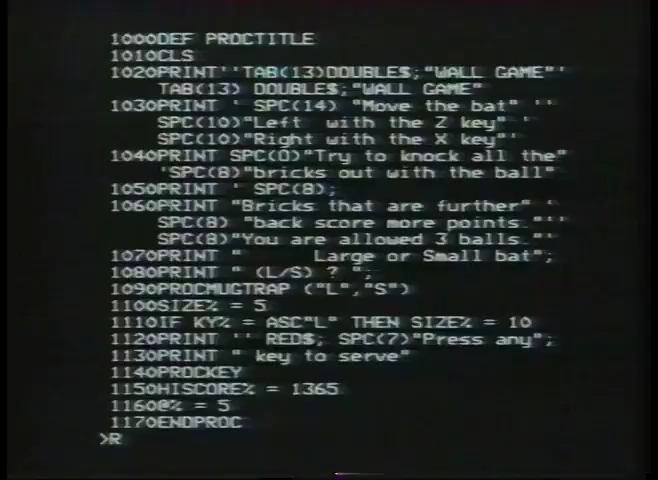 1000DEF PROCTITLE
1010CLS
1020PRINT''TAB(13)DOUBLE$;"WALL GAME"'
TAB(13) DOUBLE$;"WALL GAME"
1030PRINT ' SPC(14) "Move the bat" ''
SPC(10)"Left  with the Z key" '
SPC(10)"Right with the X key"'
1040PRINT SPC(0)"Try to knock all the"
'SPC(8)"bricks out with the ball"
1050PRINT ' SPC(8);
1060PRINT "Bricks that are further" '
SPC(8) "back score more points."''
SPC(8)"You are allowed 3 balls."'
1070PRINT "       Large or Small bat";
1080PRINT " (L/S) ? ";
1090PROCMUGTRAP ("L","S")
1100SIZE% = 5
1110IF KY% = ASC"L" THEN SIZE% = 10
1120PRINT '' RED$; SPC(7)"Press any";
1130PRINT " key to serve"
1140PROCKEY
1150HISCORE% = 1365
1160@% = 5
1170ENDPROC
>R